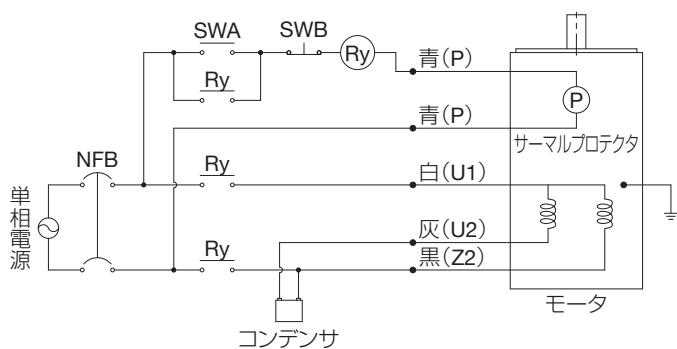 SWA
SWB
Ry
青(P)
Ry
P
青(P)
サーマルプロテクタ
NFB
Ry
白(U1)
単相電源
灰(U2)
Ry
黒(Z2)
モータ
コンデンサ